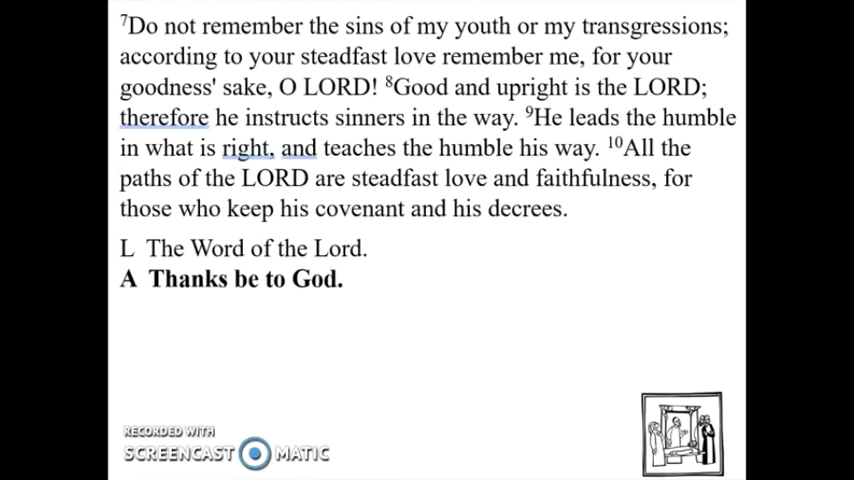 ⁷Do not remember the sins of my youth or my transgressions;
according to your steadfast love remember me, for your
goodness' sake, O LORD! ⁸Good and upright is the LORD;
therefore he instructs sinners in the way. ⁹He leads the humble
in what is right, and teaches the humble his way. ¹⁰All the
paths of the LORD are steadfast love and faithfulness, for
those who keep his covenant and his decrees.
L The Word of the Lord.
A Thanks be to God.
RECORDED WITH
SCREENCAST MATIC